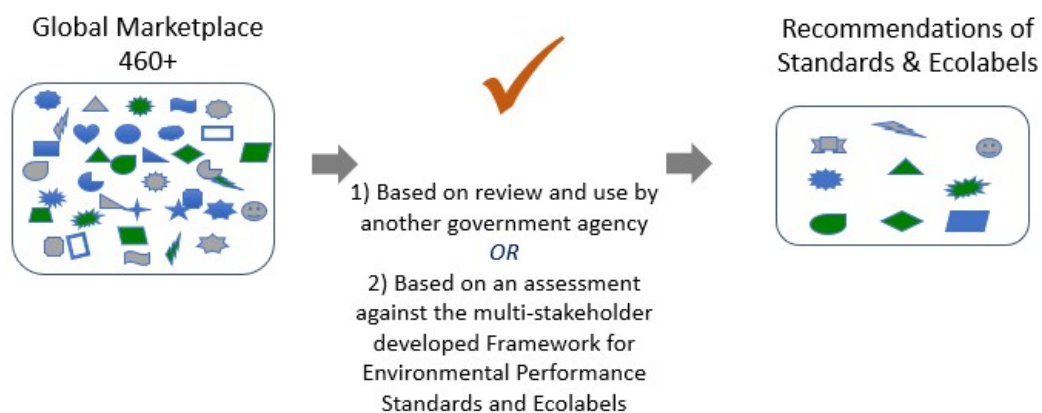 Global Marketplace
460+
Recommendations of
Standards & Ecolabels
1) Based on review and use by
another government agency
OR
2) Based on an assessment
against the multi-stakeholder
developed Framework for
Environmental Performance
Standards and Ecolabels